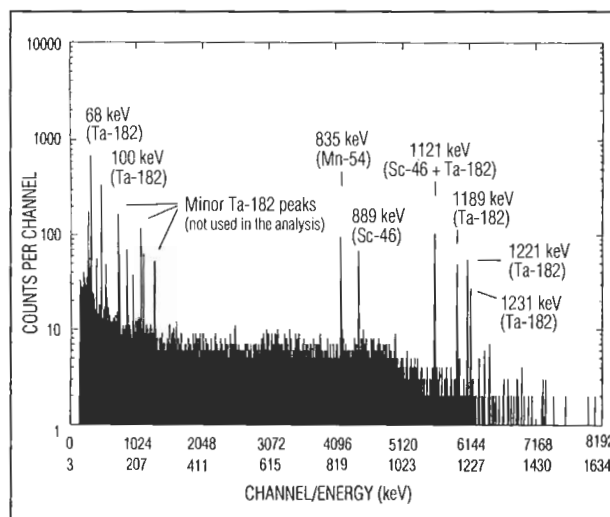 10000
1000
100
10
1
COUNTS PER CHANNEL
68 keV
(Ta-182)
100 keV
(Ta-182)
Minor Ta-182 peaks
(not used in the analysis)
835 keV
(Mn-54)
889 keV
(Sc-46)
1121 keV
(Sc-46 + Ta-182)
1189 keV
(Ta-182)
1221 keV
(Ta-182)
1231 keV
(Ta-182)
0 1024 2048 3072 4096 5120 6144 7168 8192
3 207 411 615 819 1023 1227 1430 1634
CHANNEL/ENERGY (keV)